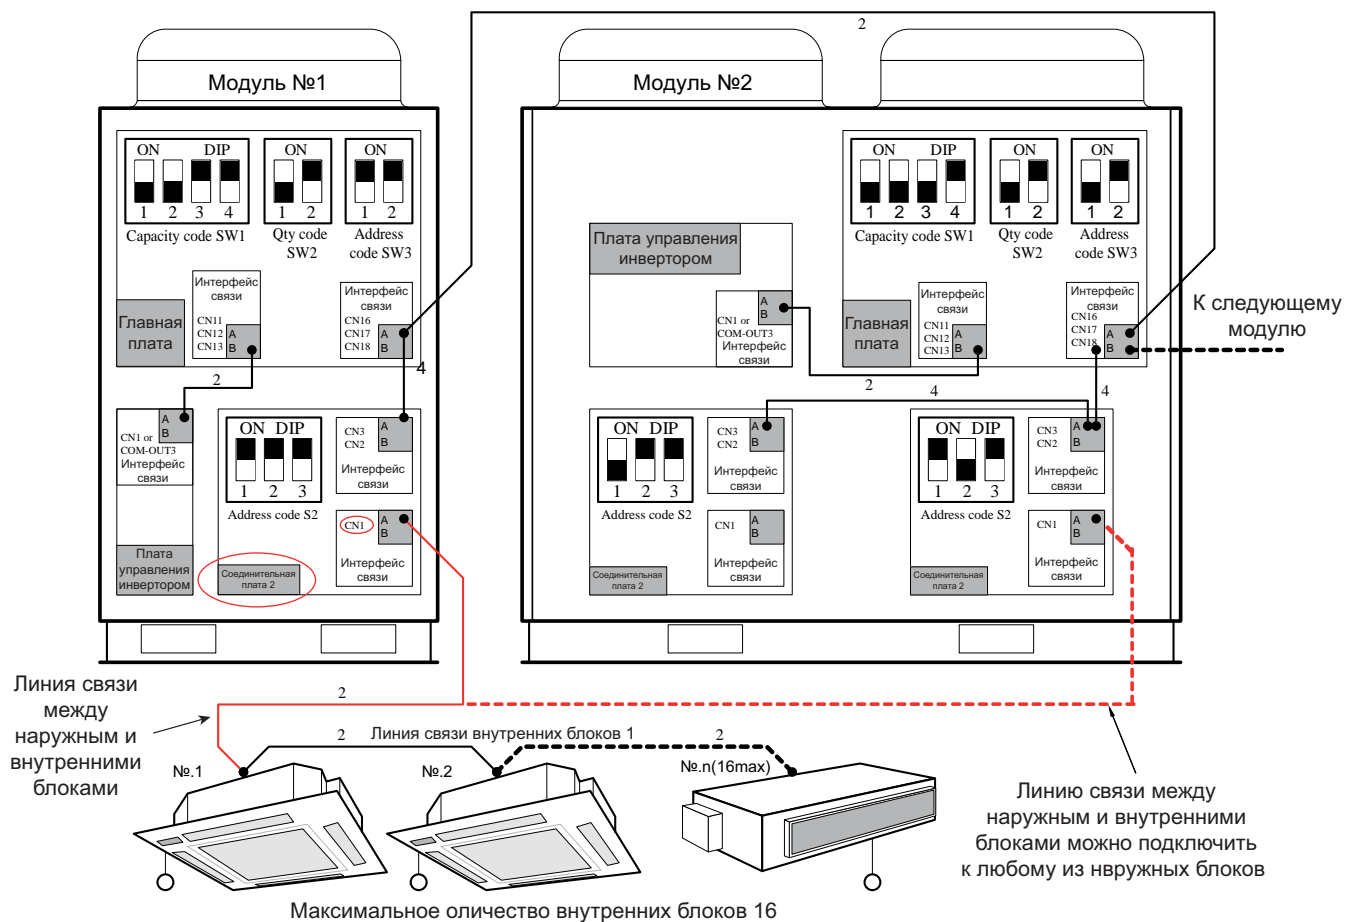 2
Модуль №1
Модуль №2
ON DIP
1 2 3 4
Capacity code SW1
ON
1 2
Qty code
SW2
ON
1 2
Address
code SW3
Интерфейс
связи
CN11
CN12
CN13
A
B
Интерфейс
связи
CN16
CN17
CN18
A
B
Главная
плата
2
4
CN1 or
COM-OUT3
Интерфейс
связи
A
B
Плата
управления
инвертором
ON DIP
1 2 3
Address code S2
CN3
CN2
A
B
Интерфейс
связи
CN1
A
B
Интерфейс
связи
Соединительная
плата 2
Плата управления
инвертором
CN1 or
COM-OUT3
Интерфейс
связи
A
B
ON DIP
1 2 3 4
Capacity code SW1
ON
1 2
Qty code
SW2
ON
1 2
Address
code SW3
Интерфейс
связи
CN11
CN12
CN13
A
B
Интерфейс
связи
CN16
CN17
CN18
A
B
Главная
плата
К следующему
модулю
2
4
4
ON DIP
1 2 3
Address code S2
CN3
CN2
A
B
Интерфейс
связи
CN1
A
B
Интерфейс
связи
Соединительная
плата 2
ON DIP
1 2 3
Address code S2
CN3
CN2
A
B
Интерфейс
связи
CN1
A
B
Интерфейс
связи
Соединительная
плата 2
Линия связи
между
наружным и
внутренними
блоками
2
2
Линия связи внутренних блоков 1
2
№.1
№.2
№.n(16max)
Линию связи между
наружным и внутренними
блоками можно подключить
к любому из нвружных блоков
Максимальное оличество внутренних блоков 16